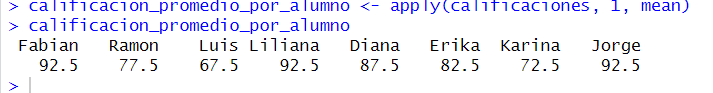 > calificacion_promedio_por_alumno <- apply(calificaciones, 1, mean)
> calificacion_promedio_por_alumno
Fabian Ramon Luis Liliana Diana Erika Karina Jorge
92.5 77.5 67.5 92.5 87.5 82.5 72.5 92.5
>